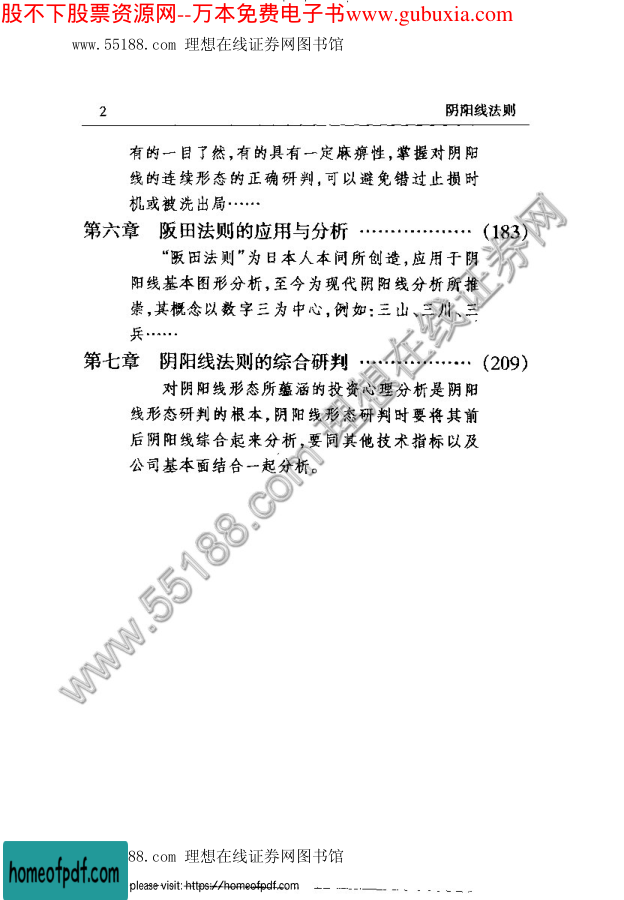 股不下股票资源网--万本免费电子书www.gubuxia.com
www.55188.com 理想在线证券网图书馆
2 阴阳线法则
有的一目了然,有的具有一定麻痹性,掌握对阴阳
线的连续形态的正确研判,可以避免错过止损时
机或被洗出局……
第六章 阪田法则的应用与分析 ……………… (183)
“阪田法则”为日本人本间所创造,应用于阴
阳线基本图形分析,至今为现代阴阳线分析所推
崇,其概念以数字三为中心,例如:三山、三川、三
兵……
第七章 阴阳线法则的综合研判 ……………… (209)
对阴阳线形态所蕴涵的投资心理分析是阴阳
线形态研判的根本,阴阳线形态研判时要将其前
后阴阳线综合起来分析,要同其他技术指标以及
公司基本面结合一起分析。
www.55188.com 理想在线证券网
88.com 理想在线证券网图书馆
homeofpdf.com
please visit: https://homeofpdf.com